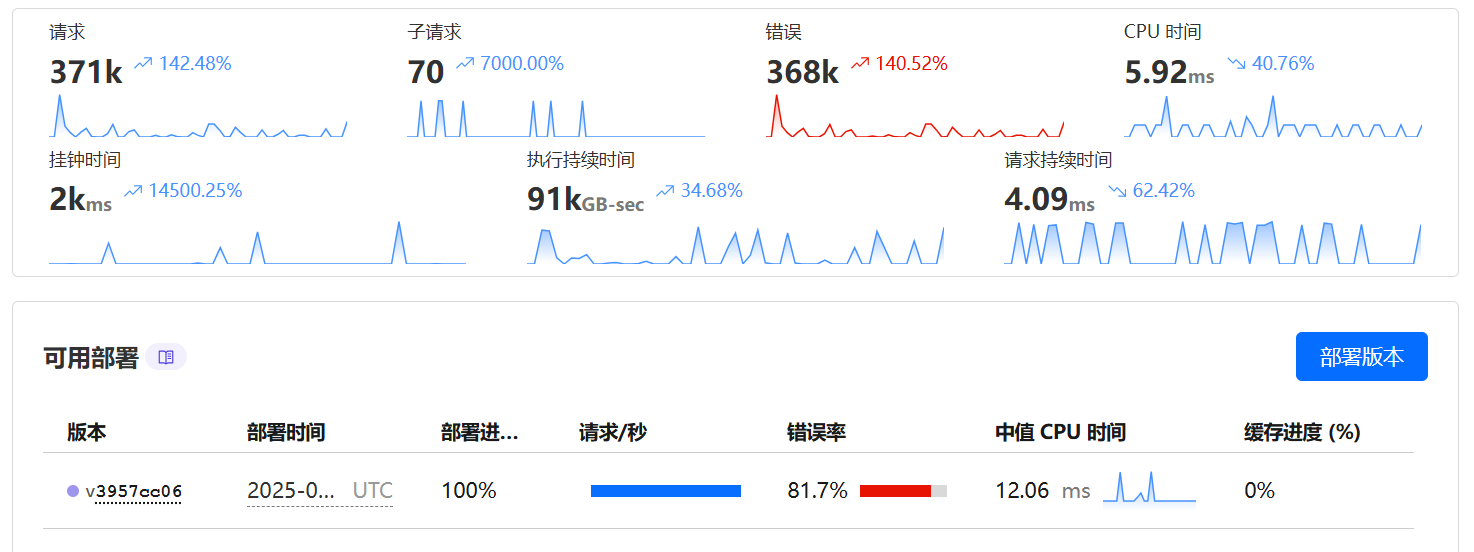 请求 子请求 错误 CPU 时间
371k 142.48% 70 7000.00% 368k 140.52% 5.92ms 40.76%
挂钟时间 执行持续时间 请求持续时间
2kms 14500.25% 91kGB-sec 34.68% 4.09ms 62.42%
可用部署 部署版本
版本 部署时间 部署进... 请求/秒 错误率 中值 CPU 时间 缓存进度 (%)
v3957cc06 2025-0... UTC 100% 81.7% 12.06 ms 0%